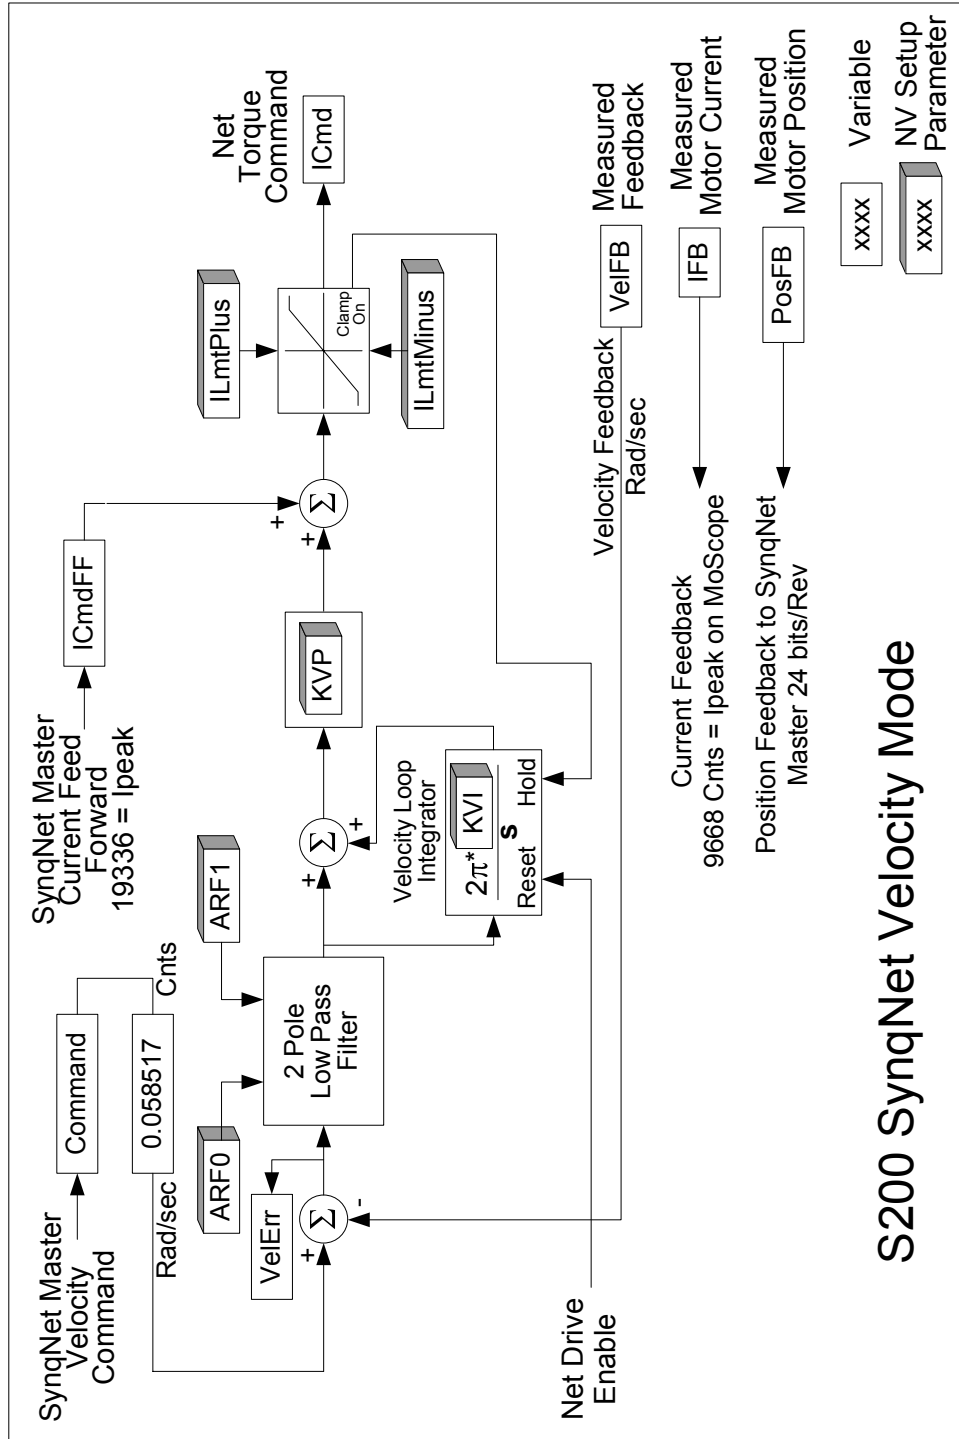 SynqNet Master
Velocity
Command
Command
Cnts
0.058517
Rad/sec
SynqNet Master
Current Feed
Forward
19336 = Ipeak
ICmdFF
ARF0
ARF1
VelErr
+
Σ
-
2 Pole
Low Pass
Filter
+
Σ
+
Velocity Loop
Integrator
2π*
KVI
s
Reset
Hold
KVP
+
+
Σ
ILmtPlus
Clamp
On
ILmtMinus
Net
Torque
Command
ICmd
Net Drive
Enable
Velocity Feedback
Rad/sec
VelFB
Measured
Feedback
Current Feedback
9668 Cnts = Ipeak on MoScope
IFB
Measured
Motor Current
Position Feedback to SynqNet
Master 24 bits/Rev
PosFB
Measured
Motor Position
xxxx
Variable
xxxx
NV Setup
Parameter
S200 SynqNet Velocity Mode